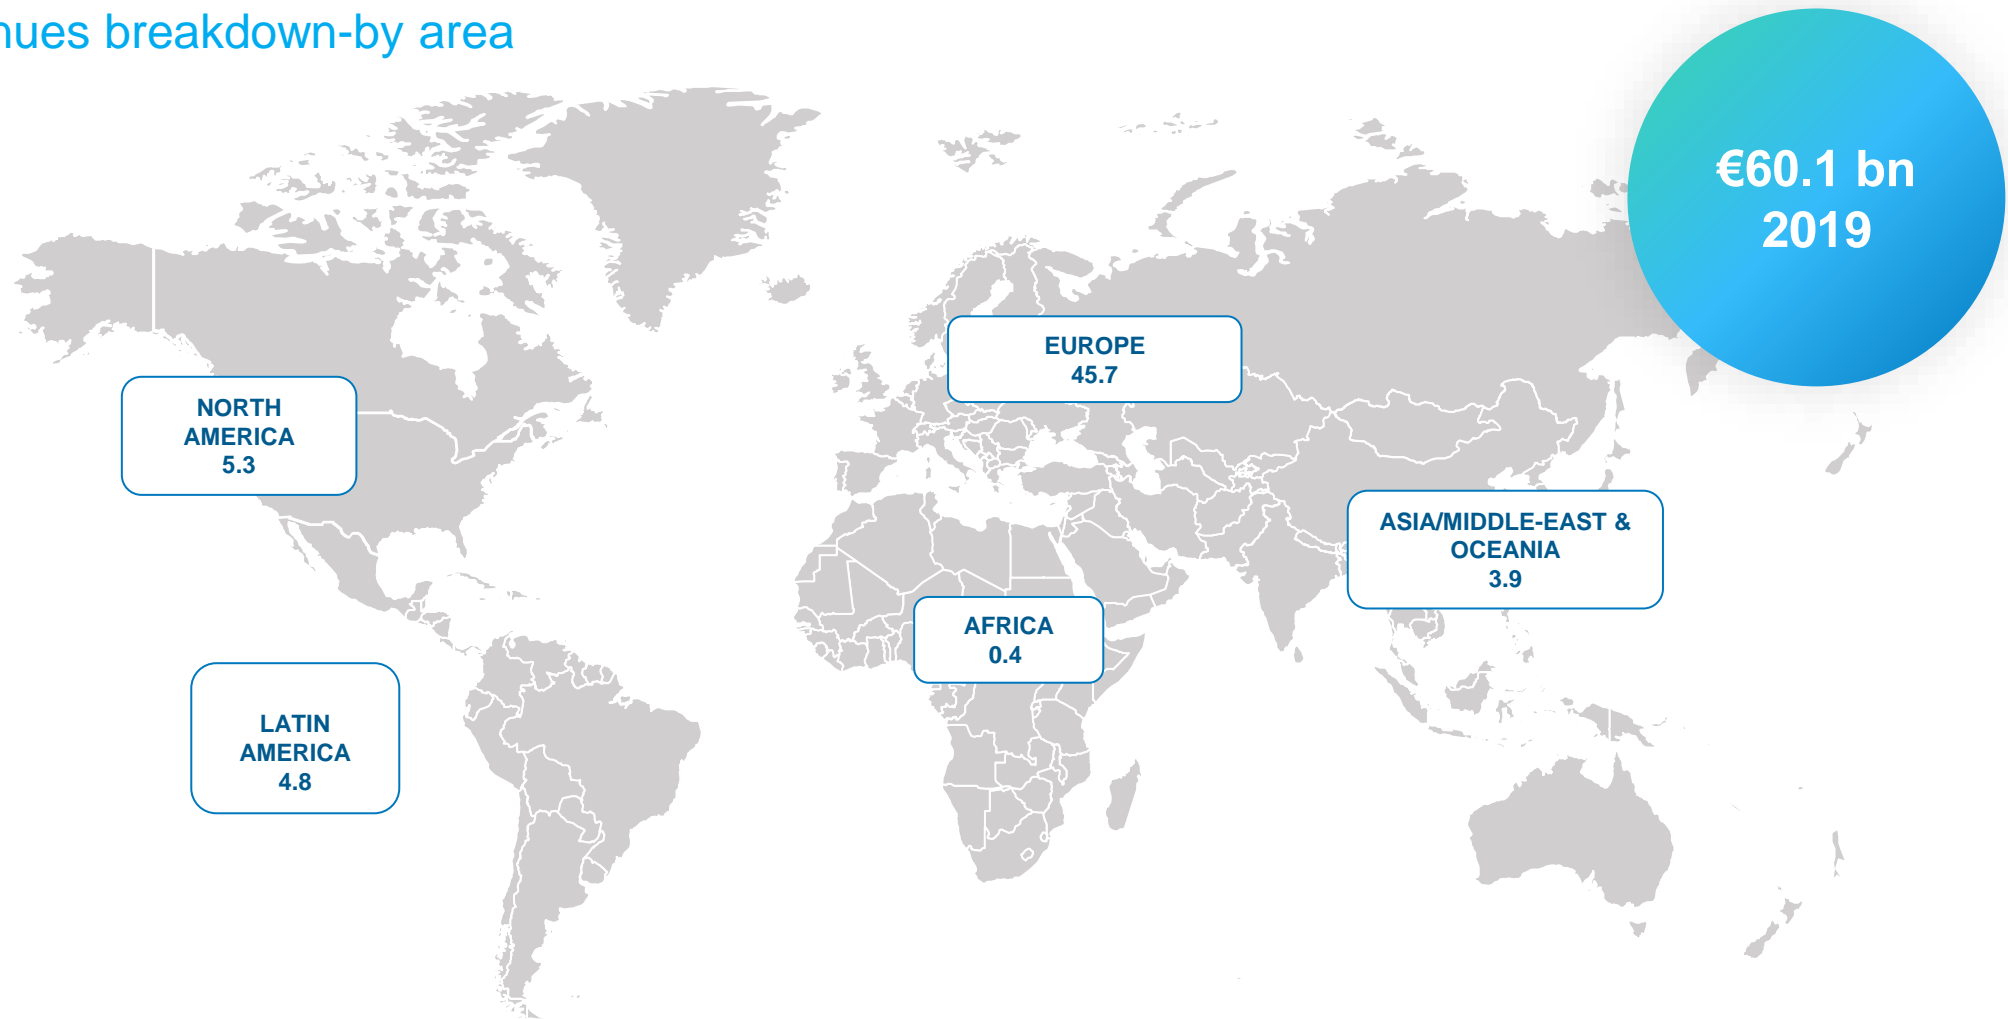 nues breakdown-by area
€60.1 bn
2019
EUROPE
45.7
NORTH
AMERICA
5.3
ASIA/MIDDLE-EAST &
OCEANIA
3.9
AFRICA
0.4
LATIN
AMERICA
4.8